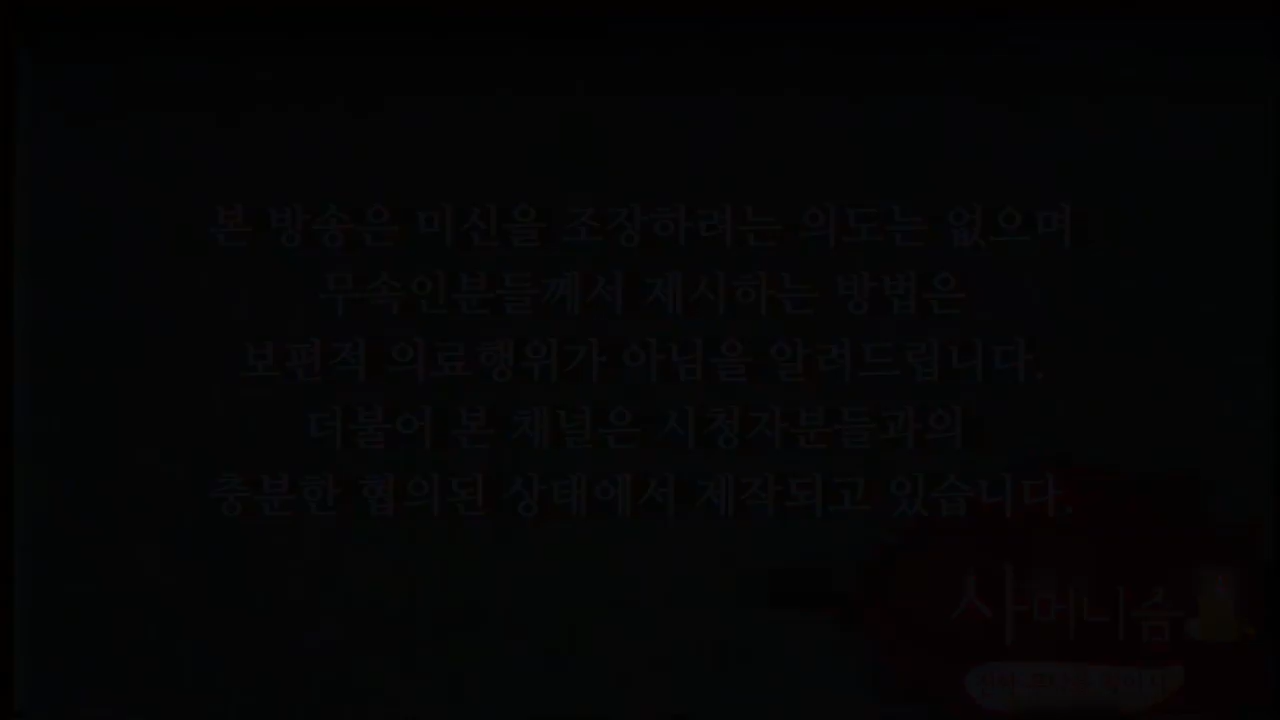 본 방송은 미신을 조장하려는 의도는 없으며
무속인분들께서 제시하는 방법은
보편적 의료행위가 아님을 알려드립니다.
더불어 본 채널은 시청자분들과의
충분한 협의된 상태에서 제작되고 있습니다.
샤머니즘